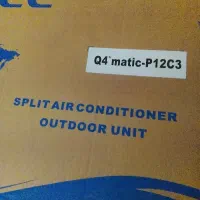 Q4`matic-P12C3
SPLIT AIR CONDITIONER
OUTDOOR UNIT